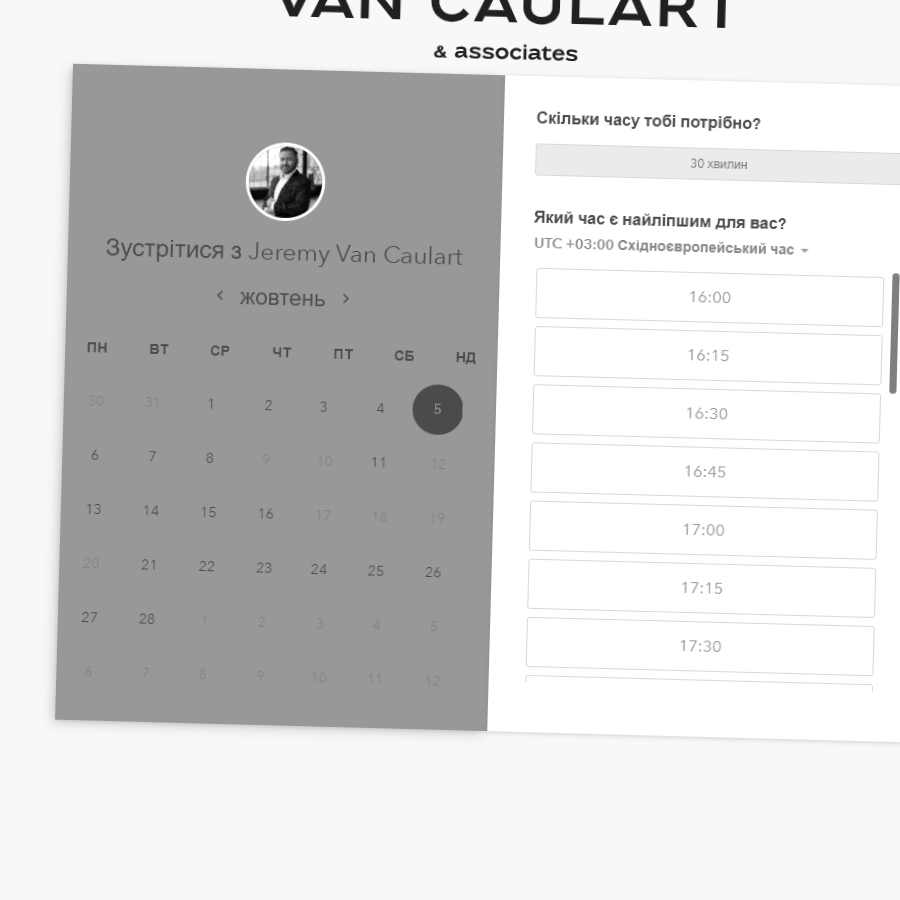 VAN CAULART
& associates
Зустрітися з Jeremy Van Caulart
жовтень
ПН ВТ СР ЧТ ПТ СБ НД
30 31 1 2 3 4 5
6 7 8 9 10 11 12
13 14 15 16 17 18 19
20 21 22 23 24 25 26
27 28 1 2 3 4 5
6 7 8 9 10 11 12
Скільки часу тобі потрібно?
30 хвилин
Який час є найліпшим для вас?
UTC +03:00 Східноєвропейський час
16:00
16:15
16:30
16:45
17:00
17:15
17:30